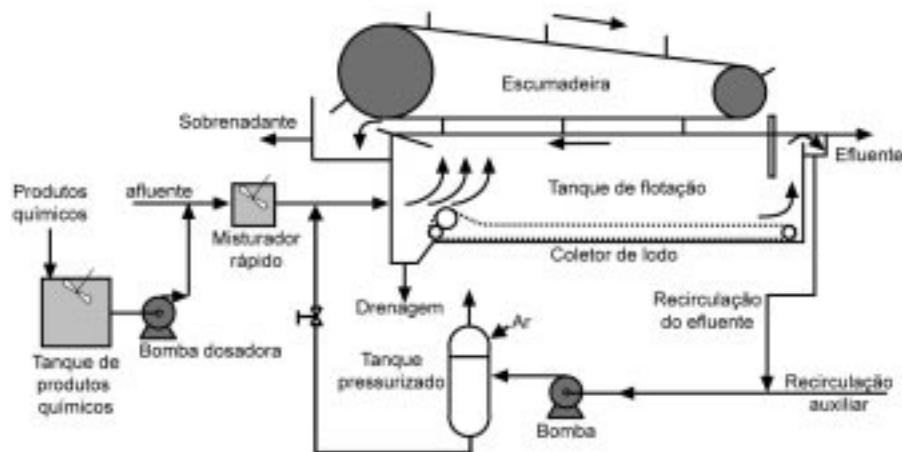 Escumadeira
Sobrenadante
Efluente
Produtos
químicos
afluente
Tanque de flotação
Misturador
rápido
Coletor de lodo
Drenagem
Recirculação
do efluente
Ar
Bomba dosadora
Tanque
pressurizado
Tanque de
produtos
químicos
Recirculação
auxiliar
Bomba